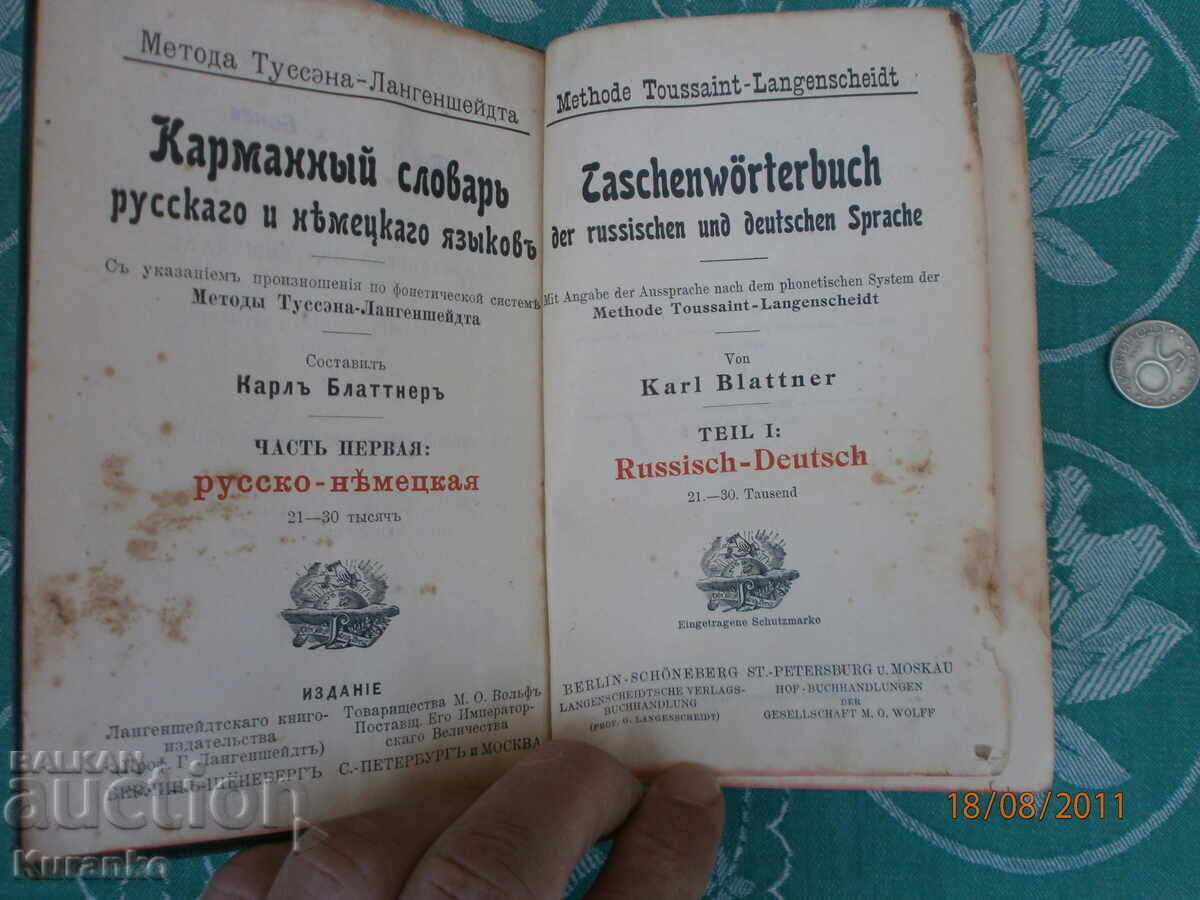 Метода Туссэна-Лангеншейдта
Карманный словарь
русскаго и нѣмецкаго языковъ
Съ указаніемъ произношенія по фонетической системѣ
Методы Туссэна-Лангеншейдта
Составилъ
Карлъ Блаттнеръ
ЧАСТЬ ПЕРВАЯ:
русско-нѣмецкая
21—30 тысячъ
ИЗДАНІЕ
Лангеншейдтскаго книго-
издательства
(Проф. Г. Лангеншейдтъ)
БЕРЛИНЪ-ШЁНЕБЕРГЪ
Товарищества М. О. Вольфъ
Поставщ. Его Император-
скаго Величества
С.-ПЕТЕРБУРГЪ и МОСКВА
Methode Toussaint-Langenscheidt
Taschenwörterbuch
der russischen und deutschen Sprache
Mit Angabe der Aussprache nach dem phonetischen System der
Methode Toussaint-Langenscheidt
Von
Karl Blattner
TEIL I:
Russisch-Deutsch
21.—30. Tausend
Eingetragene Schutzmarke
BERLIN-SCHÖNEBERG
LANGENSCHEIDTSCHE VERLAGS-
BUCHHANDLUNG
(PROF. G. LANGENSCHEIDT)
ST.-PETERSBURG U. MOSKAU
HOF-BUCHHANDLUNGEN
DER
GESELLSCHAFT M. O. WOLFF
18/08/2011
BALKAN
auction
Kuranko